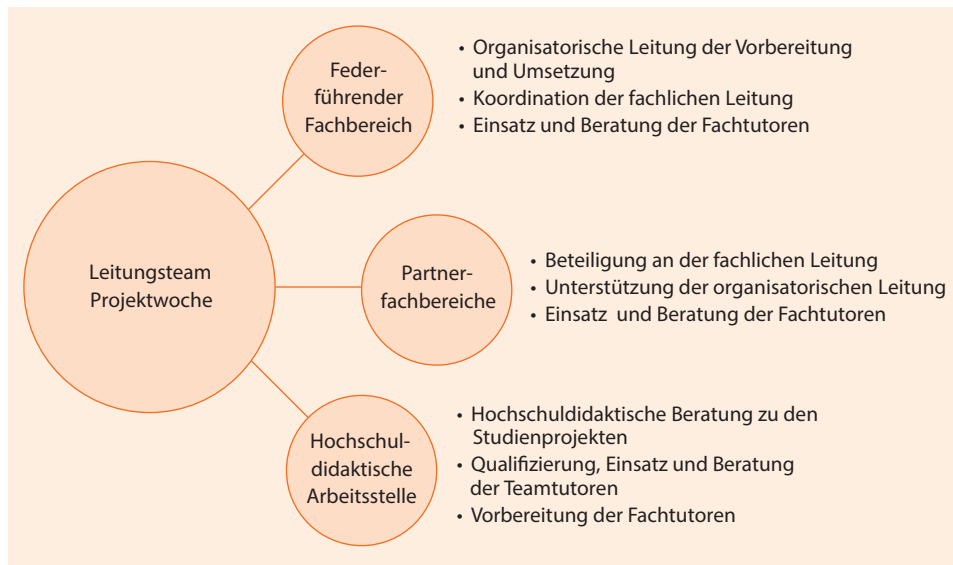 Feder-
führender
Fachbereich
• Organisatorische Leitung der Vorbereitung
und Umsetzung
• Koordination der fachlichen Leitung
• Einsatz und Beratung der Fachtutoren
Leitungsteam
Projektwoche
Partner-
fachbereiche
• Beteiligung an der fachlichen Leitung
• Unterstützung der organisatorischen Leitung
• Einsatz und Beratung der Fachtutoren
Hochschul-
didaktische
Arbeitsstelle
• Hochschuldidaktische Beratung zu den
Studienprojekten
• Qualifizierung, Einsatz und Beratung
der Teamtutoren
• Vorbereitung der Fachtutoren